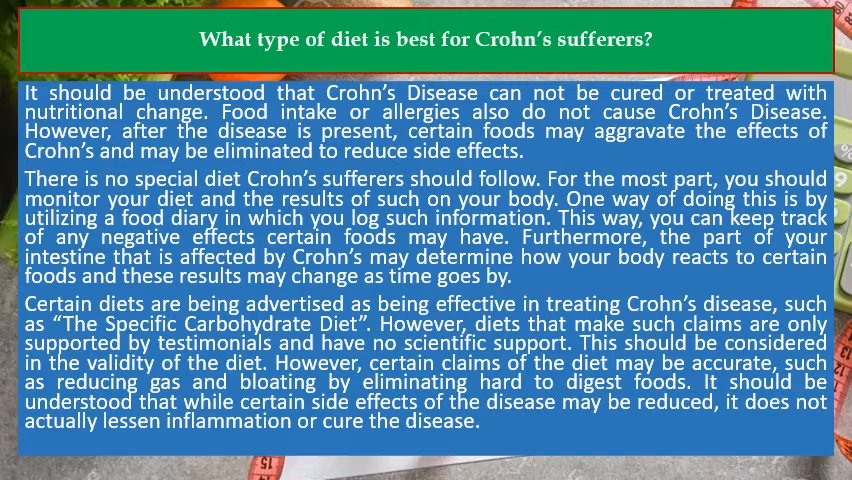 What type of diet is best for Crohn's sufferers?
It should be understood that Crohn's Disease can not be cured or treated with
nutritional change. Food intake or allergies also do not cause Crohn's Disease.
However, after the disease is present, certain foods may aggravate the effects of
Crohn's and may be eliminated to reduce side effects.
There is no special diet Crohn's sufferers should follow. For the most part, you should
monitor your diet and the results of such on your body. One way of doing this is by
utilizing a food diary in which you log such information. This way, you can keep track
of any negative effects certain foods may have. Furthermore, the part of your
intestine that is affected by Crohn's may determine how your body reacts to certain
foods and these results may change as time goes by.
Certain diets are being advertised as being effective in treating Crohn's disease, such
as “The Specific Carbohydrate Diet”. However, diets that make such claims are only
supported by testimonials and have no scientific support. This should be considered
in the validity of the diet. However, certain claims of the diet may be accurate, such
as reducing gas and bloating by eliminating hard to digest foods. It should be
understood that while certain side effects of the disease may be reduced, it does not
actually lessen inflammation or cure the disease.
15